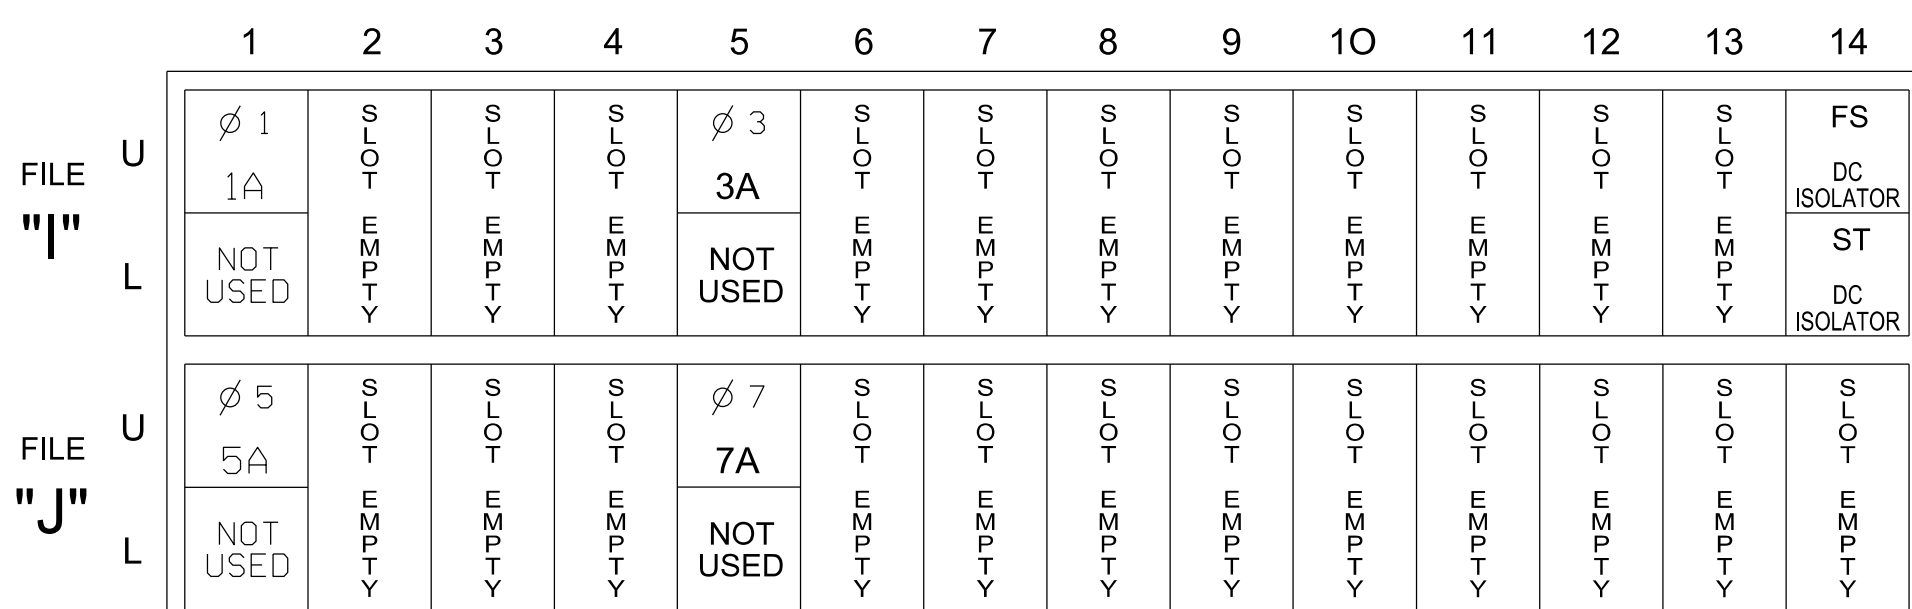 1 2 3 4 5 6 7 8 9 10 11 12 13 14
FILE "I"
U
L
Ø 1
1A
NOT
USED
SLOT EMPTY
SLOT EMPTY
SLOT EMPTY
Ø 3
3A
NOT
USED
SLOT EMPTY
SLOT EMPTY
SLOT EMPTY
SLOT EMPTY
SLOT EMPTY
SLOT EMPTY
SLOT EMPTY
SLOT EMPTY
FS
DC
ISOLATOR
ST
DC
ISOLATOR
FILE "J"
U
L
Ø 5
5A
NOT
USED
SLOT EMPTY
SLOT EMPTY
SLOT EMPTY
Ø 7
7A
NOT
USED
SLOT EMPTY
SLOT EMPTY
SLOT EMPTY
SLOT EMPTY
SLOT EMPTY
SLOT EMPTY
SLOT EMPTY
SLOT EMPTY
SLOT EMPTY